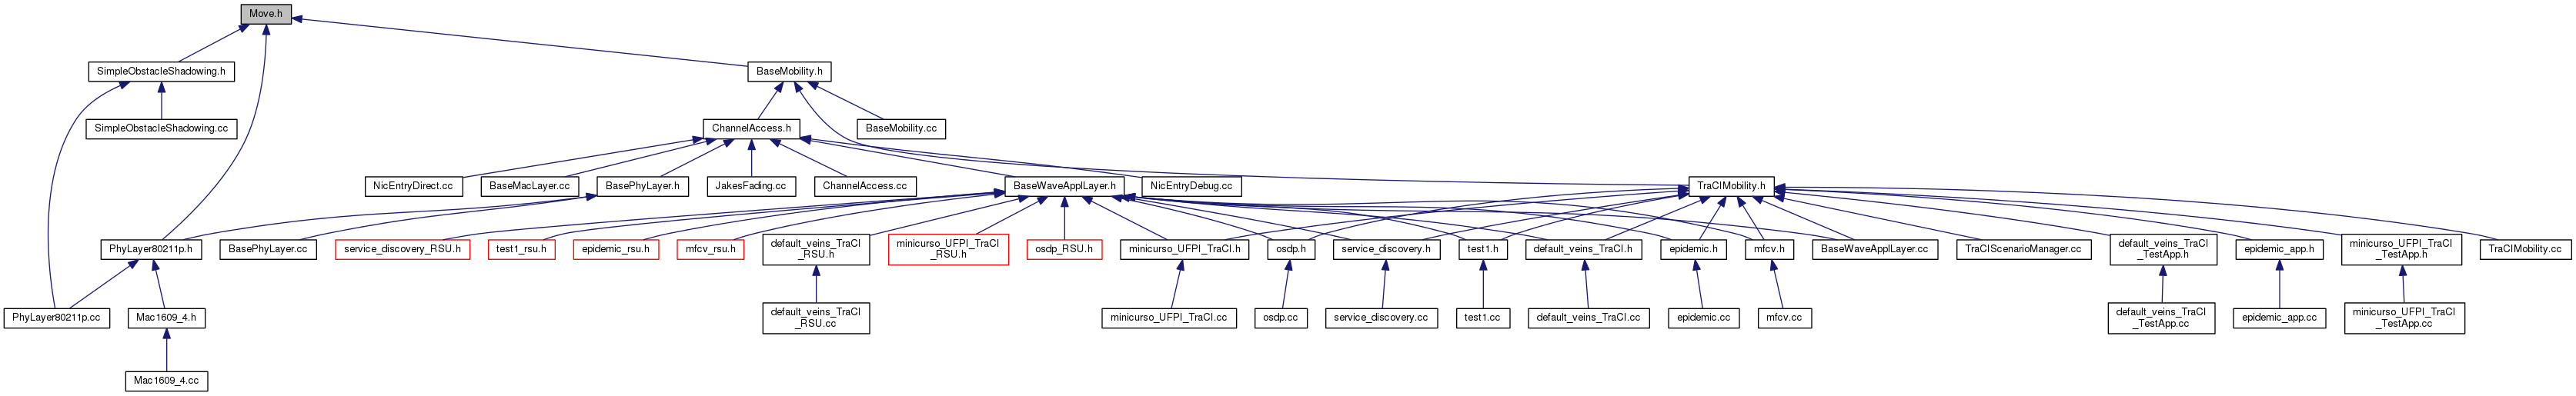 Move.h
SimpleObstacleShadowing.h
BaseMobility.h
SimpleObstacleShadowing.cc
ChannelAccess.h
BaseMobility.cc
NicEntryDirect.cc
BaseMacLayer.cc
BasePhyLayer.h
JakesFading.cc
ChannelAccess.cc
BaseWaveApplLayer.h
NicEntryDebug.cc
TraCIMobility.h
PhyLayer80211p.h
BasePhyLayer.cc
service_discovery_RSU.h
test1_rsu.h
epidemic_rsu.h
mfcv_rsu.h
default_veins_TraCI
_RSU.h
minicurso_UFPI_TraCI
_RSU.h
osdp_RSU.h
minicurso_UFPI_TraCI.h
osdp.h
service_discovery.h
test1.h
default_veins_TraCI.h
epidemic.h
mfcv.h
BaseWaveApplLayer.cc
TraCIScenarioManager.cc
default_veins_TraCI
_TestApp.h
epidemic_app.h
minicurso_UFPI_TraCI
_TestApp.h
TraCIMobility.cc
PhyLayer80211p.cc
Mac1609_4.h
default_veins_TraCI
_RSU.cc
minicurso_UFPI_TraCI.cc
osdp.cc
service_discovery.cc
test1.cc
default_veins_TraCI.cc
epidemic.cc
mfcv.cc
default_veins_TraCI
_TestApp.cc
epidemic_app.cc
minicurso_UFPI_TraCI
_TestApp.cc
Mac1609_4.cc